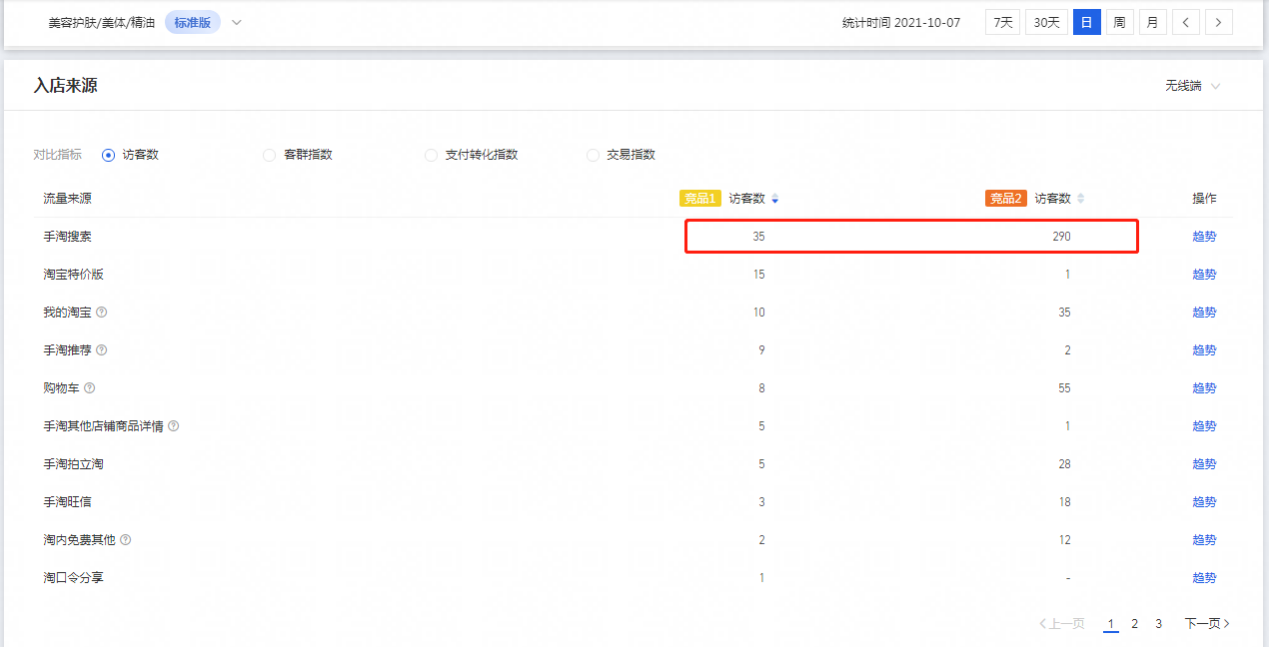 美容护肤/美体/精油 标准版 统计时间 2021-10-07 7天 30天 日 周 月
入店来源 无线端
对比指标 访客数 客群指数 支付转化指数 交易指数
流量来源 竞品1 访客数 竞品2 访客数 操作
手淘搜索 35 290 趋势
淘宝特价版 15 1 趋势
我的淘宝 10 35 趋势
手淘推荐 9 2 趋势
购物车 8 55 趋势
手淘其他店铺商品详情 5 1 趋势
手淘拍立淘 5 28 趋势
手淘旺信 3 18 趋势
淘内免费其他 2 12 趋势
淘口令分享 1 - 趋势
上一页 1 2 3 下一页